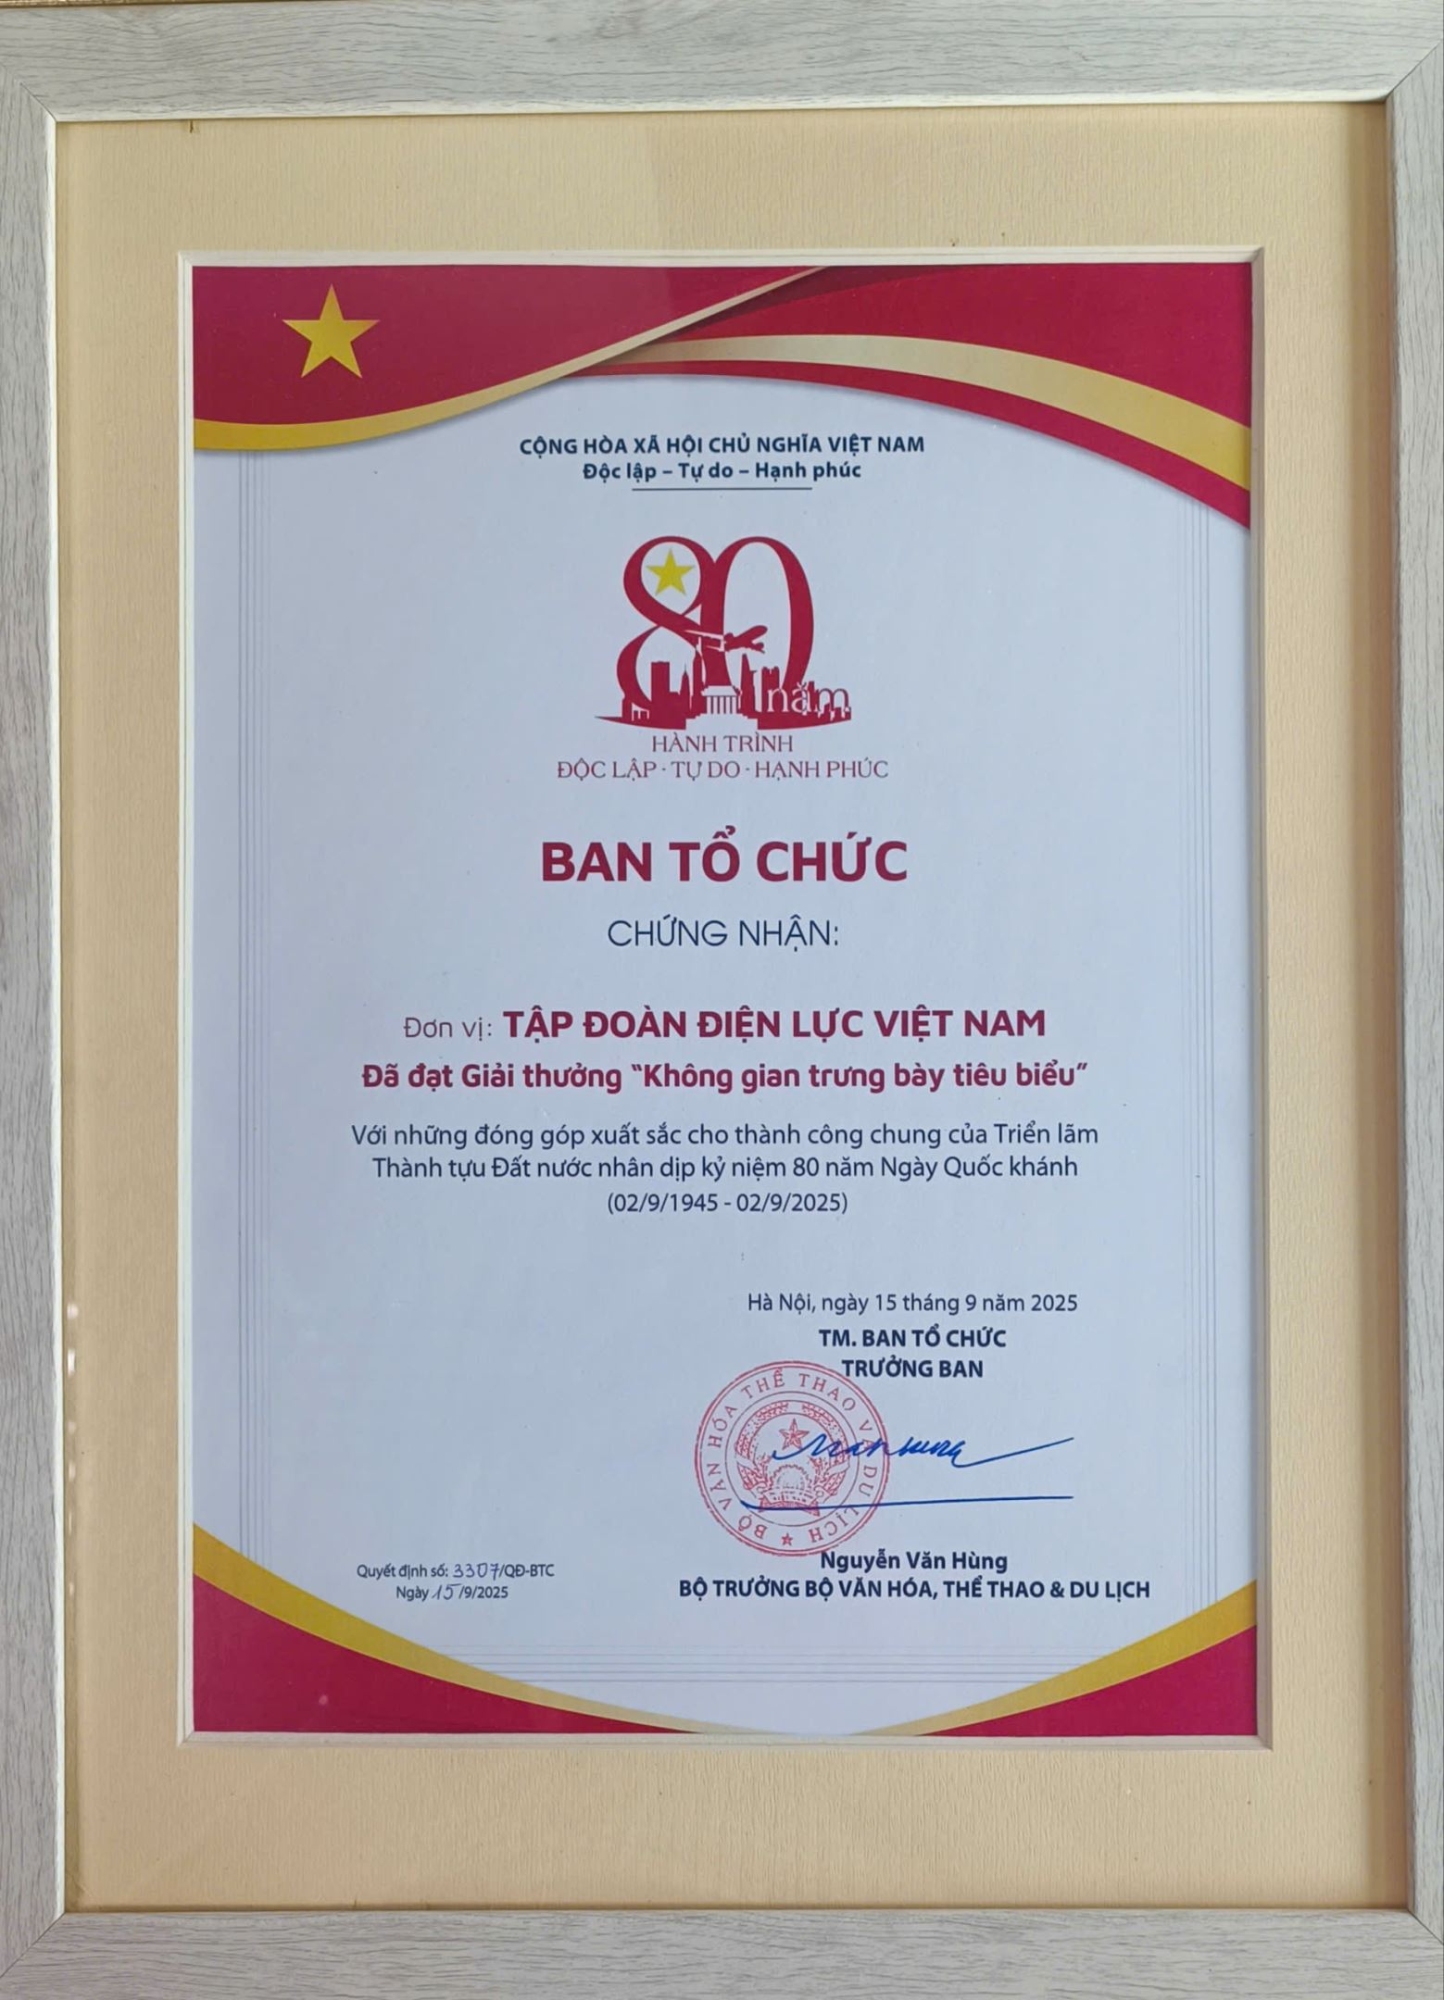 CỘNG HÒA XÃ HỘI CHỦ NGHĨA VIỆT NAM
Độc lập – Tự do – Hạnh phúc
80 năm
HÀNH TRÌNH
ĐỘC LẬP · TỰ DO · HẠNH PHÚC
BAN TỔ CHỨC
CHỨNG NHẬN:
Đơn vị: TẬP ĐOÀN ĐIỆN LỰC VIỆT NAM
Đã đạt Giải thưởng "Không gian trưng bày tiêu biểu"
Với những đóng góp xuất sắc cho thành công chung của Triển lãm
Thành tựu Đất nước nhân dịp kỷ niệm 80 năm Ngày Quốc khánh
(02/9/1945 - 02/9/2025)
Hà Nội, ngày 15 tháng 9 năm 2025
TM. BAN TỔ CHỨC
TRƯỞNG BAN
BỘ VĂN HÓA THỂ THAO VÀ DU LỊCH
Nguyễn Văn Hùng
BỘ TRƯỞNG BỘ VĂN HÓA, THỂ THAO & DU LỊCH
Quyết định số: 3307/QĐ-BTC
Ngày 15/9/2025